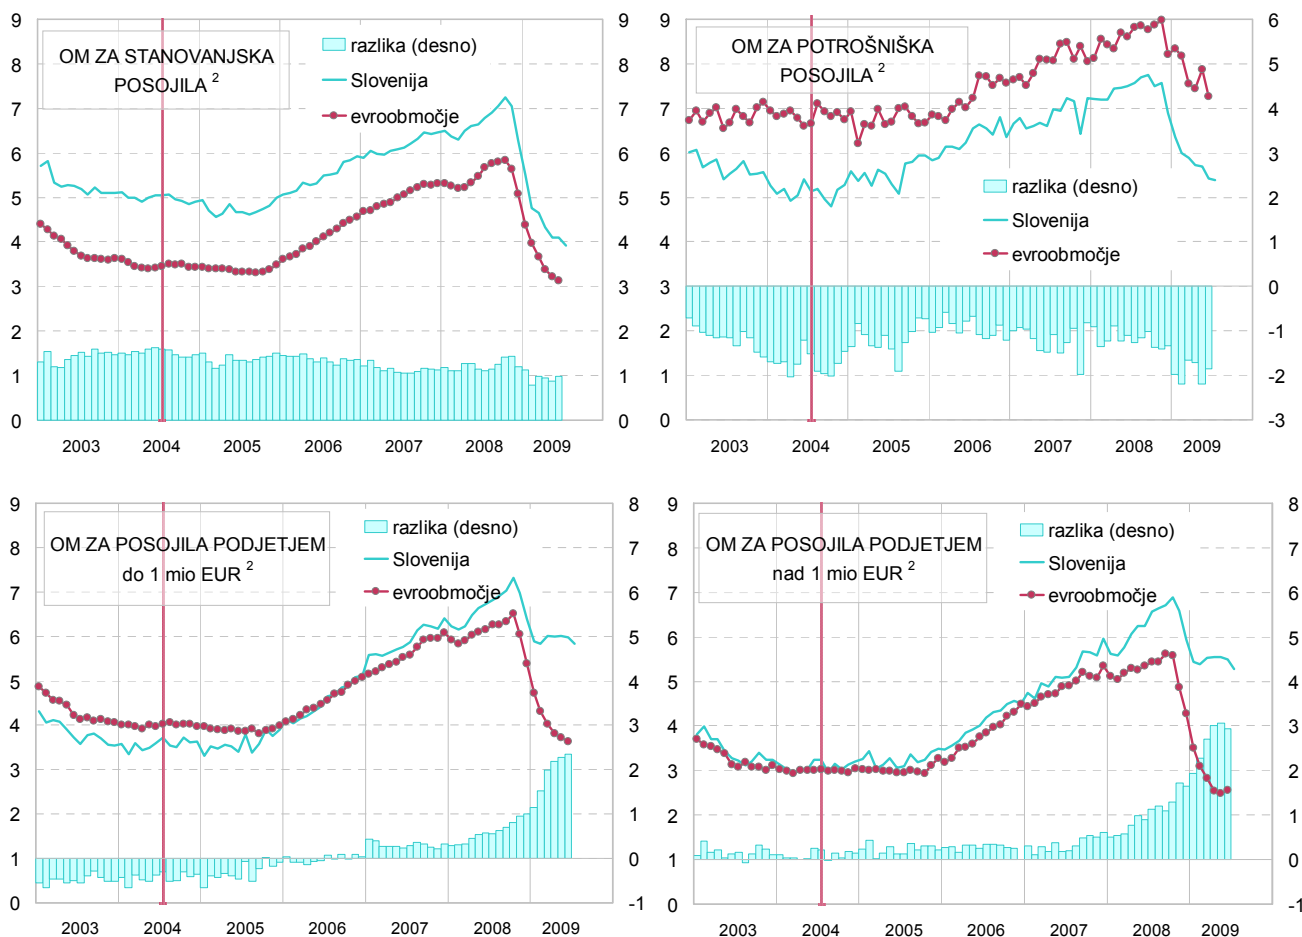 9 9
8 8
7 7
6 6
5 5
4 4
3 3
2 2
1 1
0 0
OM ZA STANOVANJSKA
POSOJILA 2
razlika (desno)
Slovenija
evroobmočje
2003 2004 2005 2006 2007 2008 2009
9 6
8 5
7 4
6 3
5 2
4 1
3 0
2 -1
1 -2
0 -3
OM ZA POTROŠNIŠKA
POSOJILA 2
razlika (desno)
Slovenija
evroobmočje
2003 2004 2005 2006 2007 2008 2009
9 8
8 7
7 6
6 5
5 4
4 3
3 2
2 1
1 0
0 -1
OM ZA POSOJILA PODJETJEM
do 1 mio EUR 2
razlika (desno)
Slovenija
evroobmočje
2003 2004 2005 2006 2007 2008 2009
9 8
8 7
7 6
6 5
5 4
4 3
3 2
2 1
1 0
0 -1
OM ZA POSOJILA PODJETJEM
nad 1 mio EUR 2
razlika (desno)
Slovenija
evroobmočje
2003 2004 2005 2006 2007 2008 2009